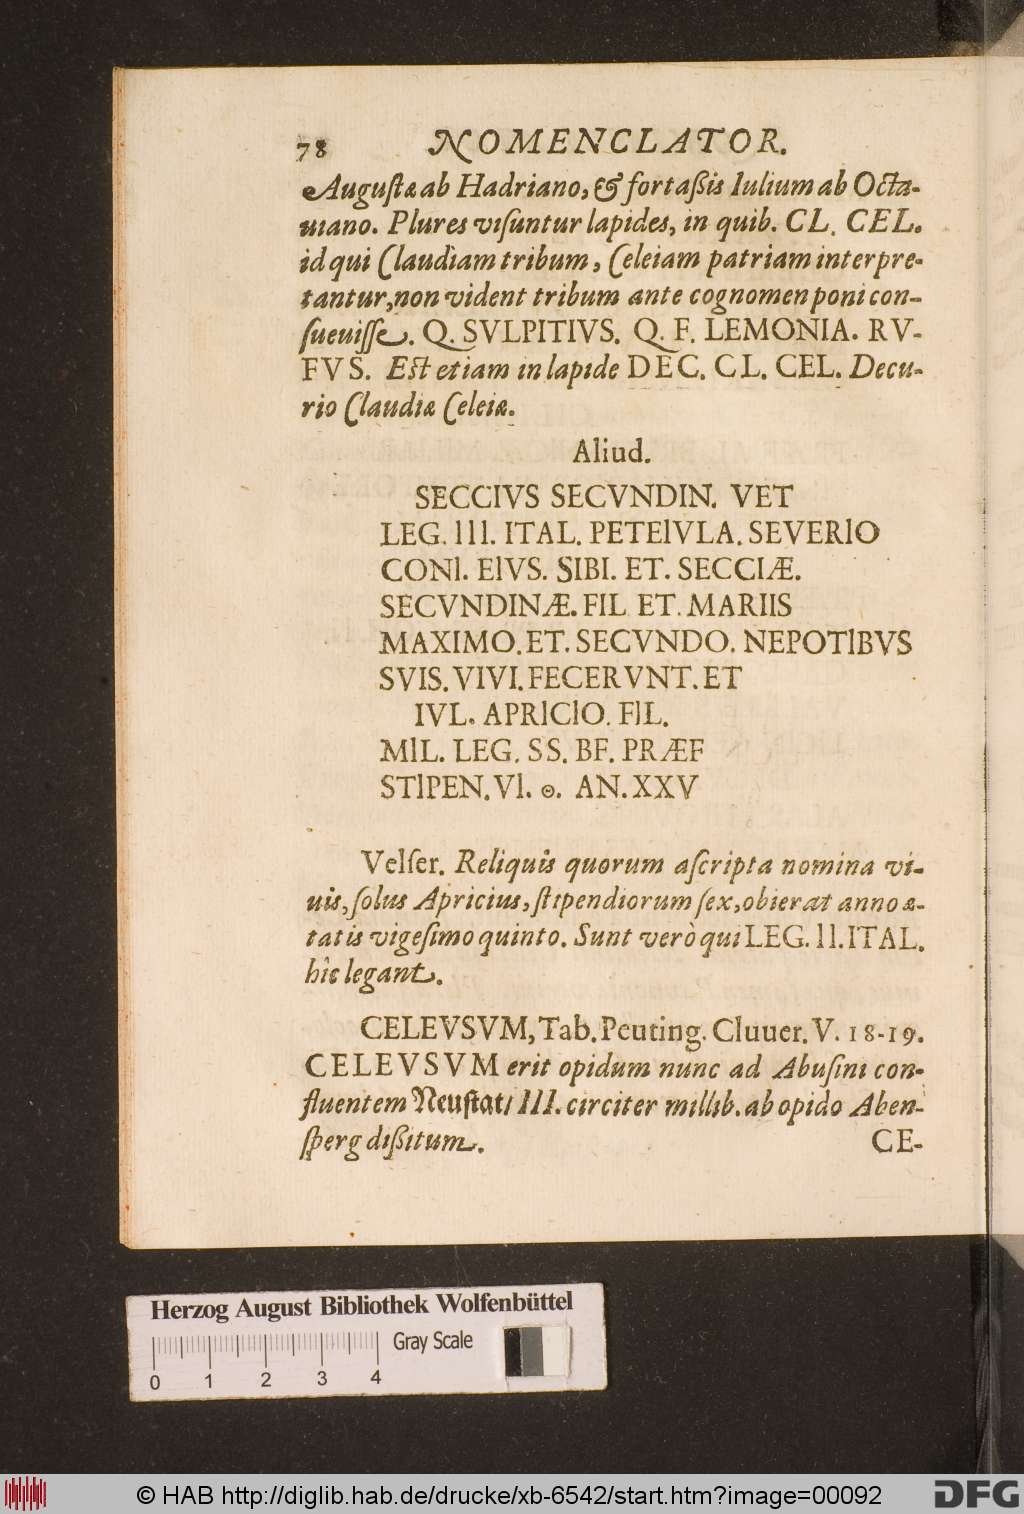 78 NOMENCLATOR.
Augustæ ab Hadriano, & fortaßis Iulium ab Octa-
uiano. Plures visuntur lapides, in quib. CL. CEL.
id qui Claudiam tribum, Celeiam patriam interpre-
tantur, non vident tribum ante cognomen poni con-
sueuisse. Q. SVLPITIVS. Q. F. LEMONIA. RV-
FVS. Est etiam in lapide DEC. CL. CEL. Decu-
rio Claudiæ Celeiæ.
Aliud.
SECCIVS SECVNDIN. VET
LEG. III. ITAL. PETEIVLA. SEVERIO
CONI. EIVS. SIBI. ET. SECCIÆ.
SECVNDINÆ. FIL ET. MARIIS
MAXIMO. ET. SECVNDO. NEPOTIBVS
SVIS. VIVI. FECERVNT. ET
IVL. APRICIO. FIL.
MIL. LEG. SS. BF. PRÆF
STIPEN. VI. ⊙. AN. XXV
Velser. Reliquis quorum ascripta nomina vi-
uis, solus Apricius, stipendiorum sex, obierat anno æ-
tatis vigesimo quinto. Sunt verò qui LEG. II. ITAL.
hîc legant.
CELEVSVM, Tab. Peuting. Cluuer. V. 18-19.
CELEVSVM erit opidum nunc ad Abusini con-
fluentem Neustat/ III. circiter millib. ab opido Aben-
sperg dißitum. CE-
Herzog August Bibliothek Wolfenbüttel
Gray Scale
0 1 2 3 4
© HAB http://diglib.hab.de/drucke/xb-6542/start.htm?image=00092
DFG